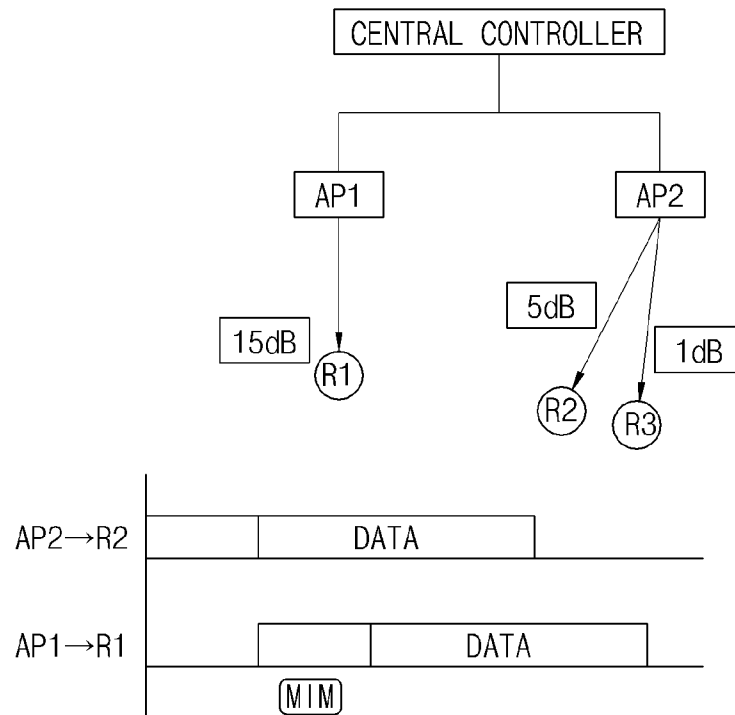 CENTRAL CONTROLLER
AP1
AP2
15dB
R1
5dB
1dB
R2
R3
AP2→R2
DATA
AP1→R1
DATA
MIM